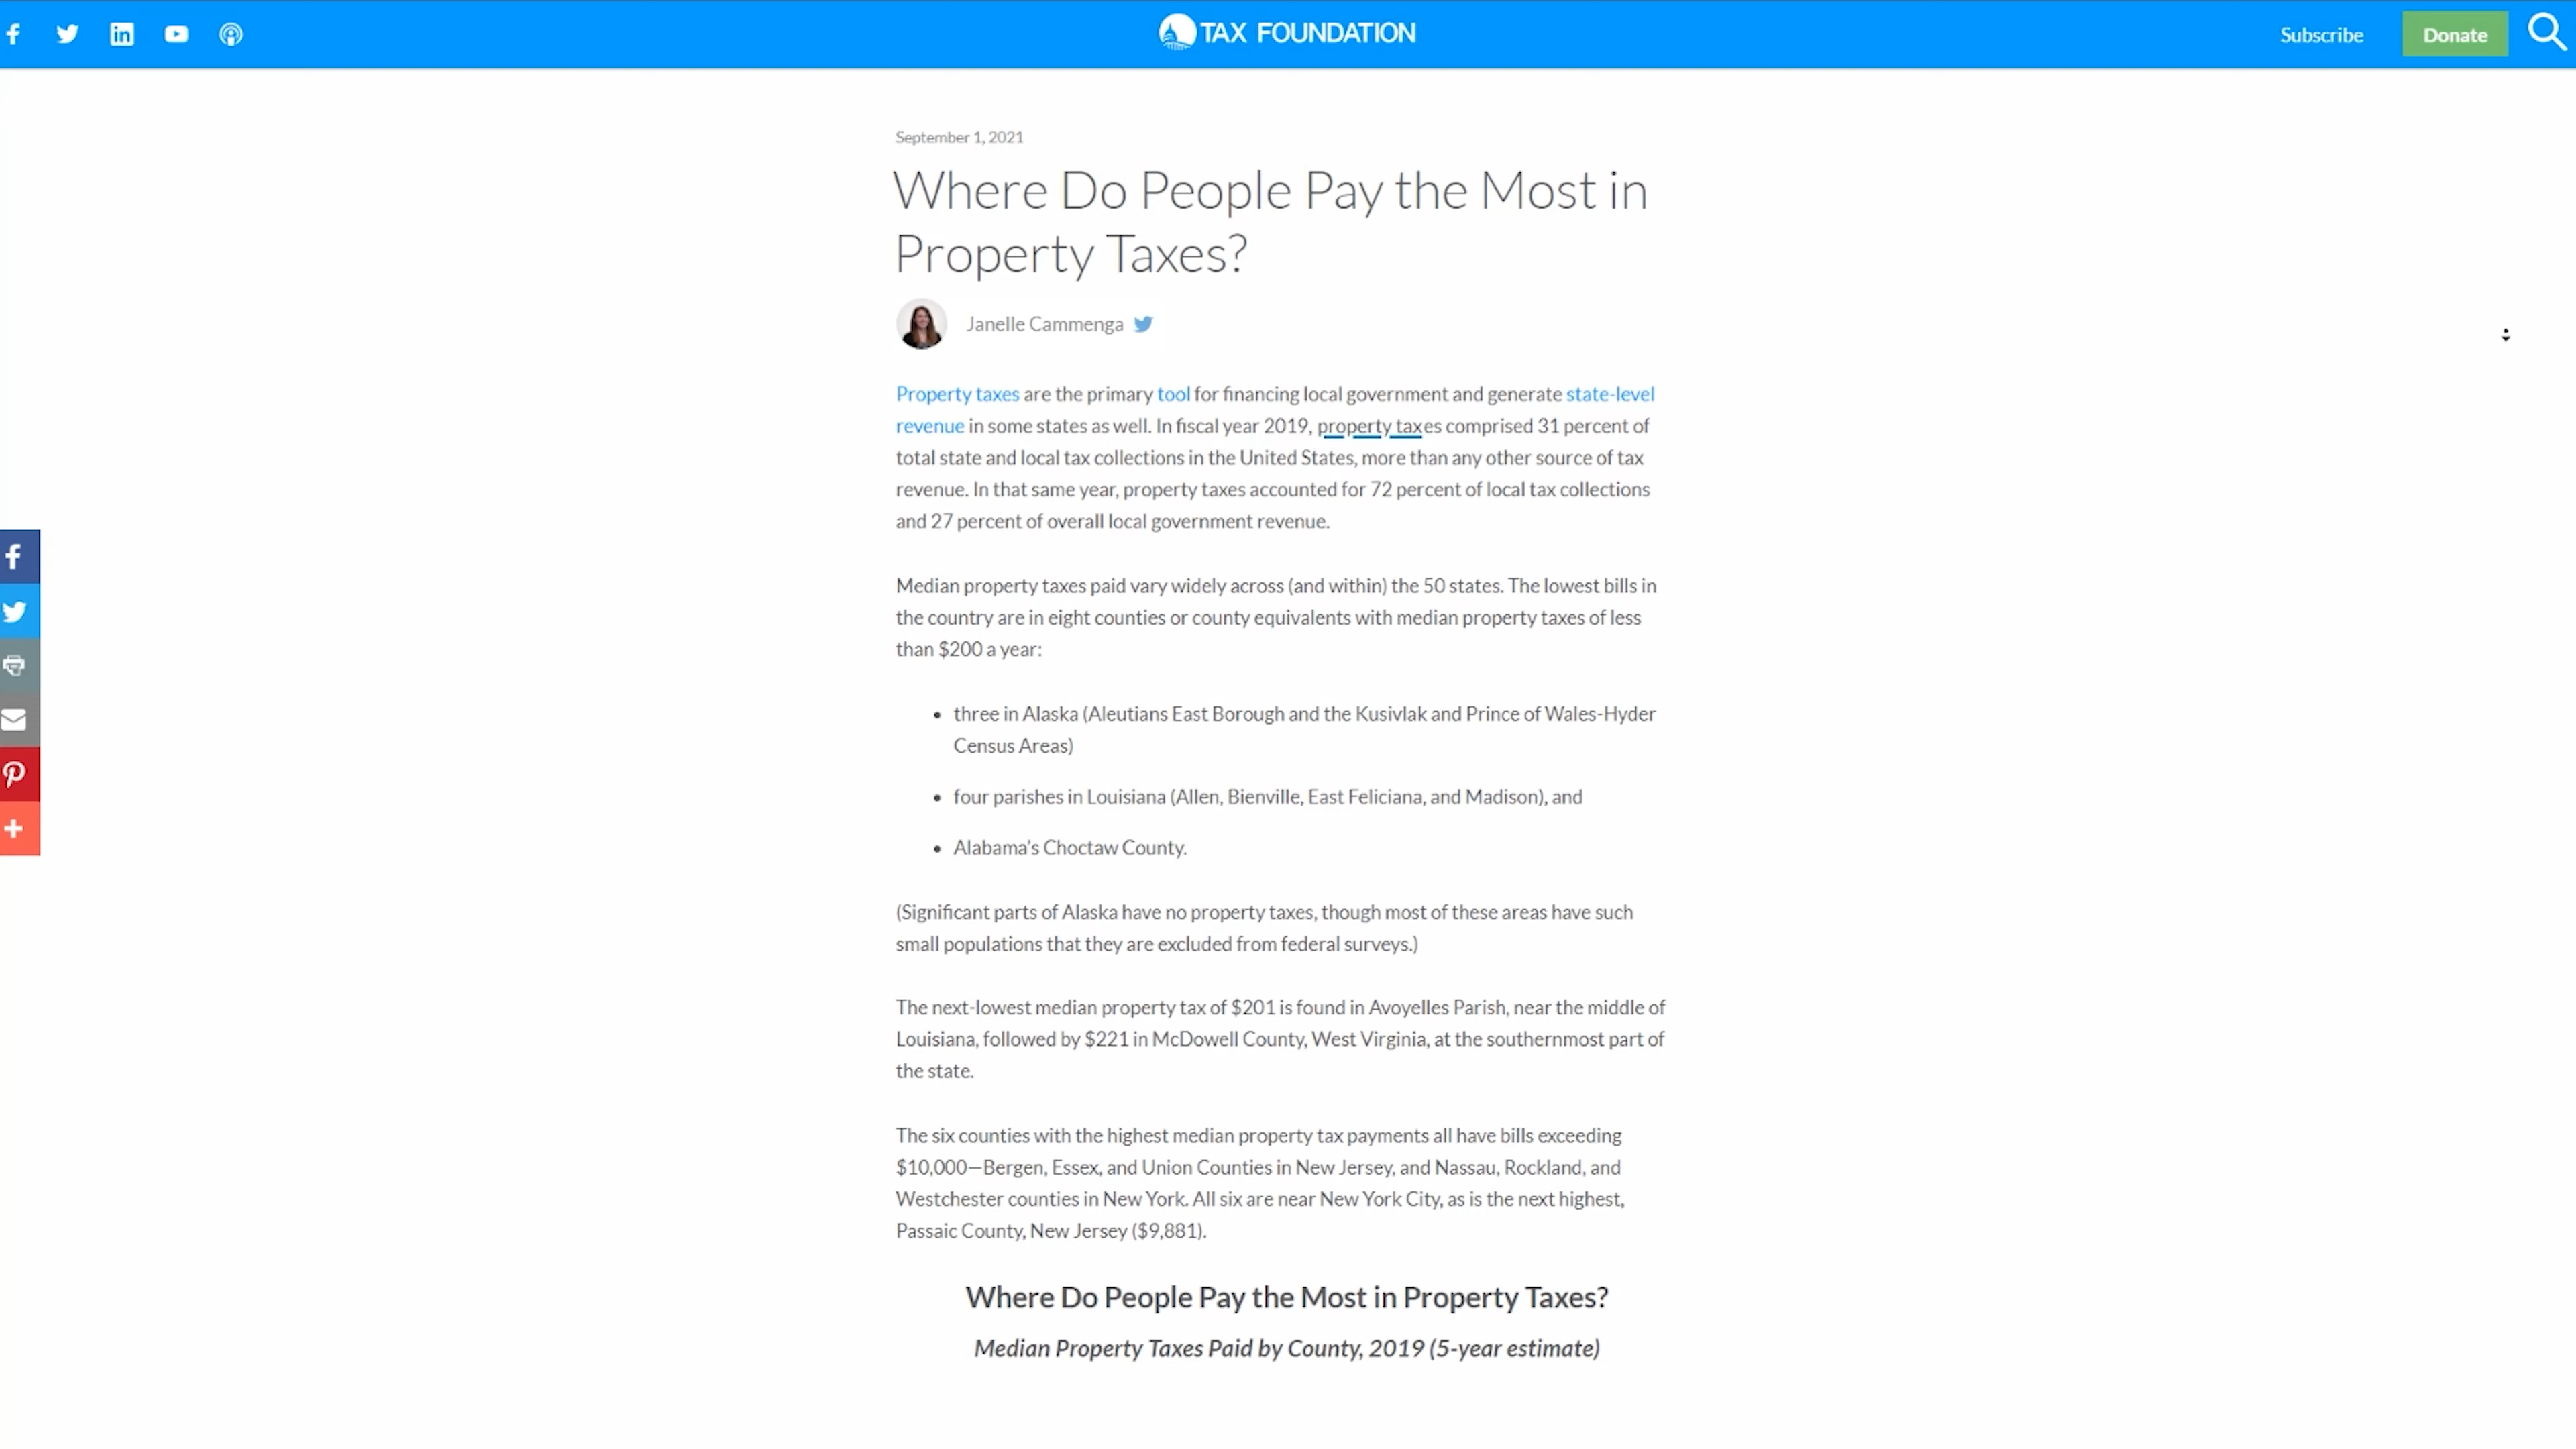 TAX FOUNDATION
Subscribe
Donate
September 1, 2021
Where Do People Pay the Most in
Property Taxes?
Janelle Cammenga
Property taxes are the primary tool for financing local government and generate state-level
revenue in some states as well. In fiscal year 2019, property taxes comprised 31 percent of
total state and local tax collections in the United States, more than any other source of tax
revenue. In that same year, property taxes accounted for 72 percent of local tax collections
and 27 percent of overall local government revenue.
Median property taxes paid vary widely across (and within) the 50 states. The lowest bills in
the country are in eight counties or county equivalents with median property taxes of less
than $200 a year:
• three in Alaska (Aleutians East Borough and the Kusivlak and Prince of Wales-Hyder
Census Areas)
• four parishes in Louisiana (Allen, Bienville, East Feliciana, and Madison), and
• Alabama's Choctaw County.
(Significant parts of Alaska have no property taxes, though most of these areas have such
small populations that they are excluded from federal surveys.)
The next-lowest median property tax of $201 is found in Avoyelles Parish, near the middle of
Louisiana, followed by $221 in McDowell County, West Virginia, at the southernmost part of
the state.
The six counties with the highest median property tax payments all have bills exceeding
$10,000—Bergen, Essex, and Union Counties in New Jersey, and Nassau, Rockland, and
Westchester counties in New York. All six are near New York City, as is the next highest,
Passaic County, New Jersey ($9,881).
Where Do People Pay the Most in Property Taxes?
Median Property Taxes Paid by County, 2019 (5-year estimate)